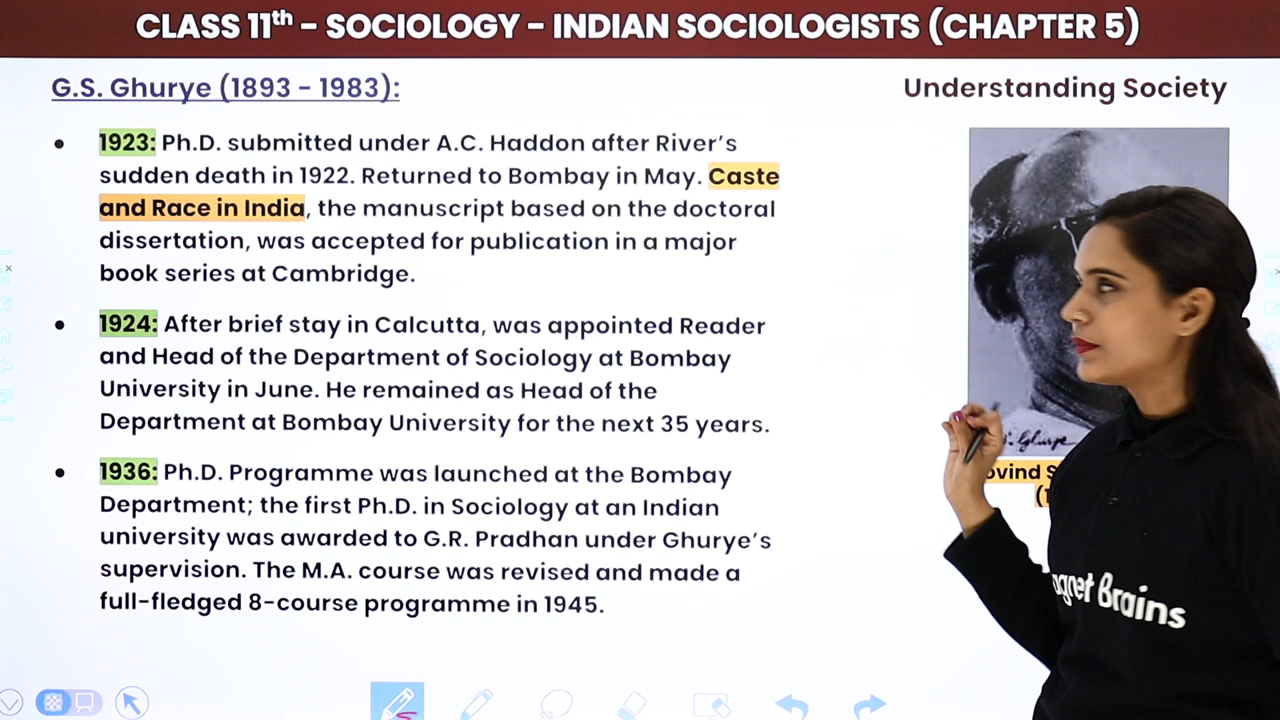 CLASS 11th - SOCIOLOGY - INDIAN SOCIOLOGISTS (CHAPTER 5)
G.S. Ghurye (1893 - 1983):
Understanding Society
• 1923: Ph.D. submitted under A.C. Haddon after River's
sudden death in 1922. Returned to Bombay in May. Caste
and Race in India, the manuscript based on the doctoral
dissertation, was accepted for publication in a major
book series at Cambridge.
• 1924: After brief stay in Calcutta, was appointed Reader
and Head of the Department of Sociology at Bombay
University in June. He remained as Head of the
Department at Bombay University for the next 35 years.
• 1936: Ph.D. Programme was launched at the Bombay
Department; the first Ph.D. in Sociology at an Indian
university was awarded to G.R. Pradhan under Ghurye's
supervision. The M.A. course was revised and made a
full-fledged 8-course programme in 1945.
Ghurye
ovind S
(1
agnet Brains